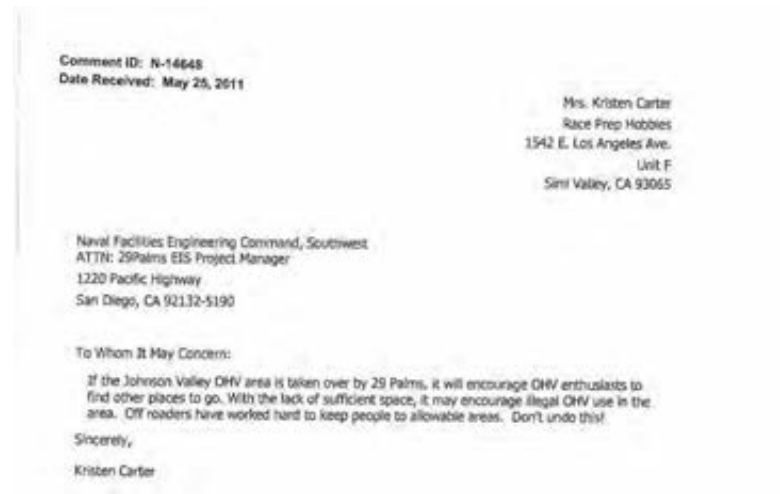 Comment ID: N-14648
Date Received: May 25, 2011
Mrs. Kristen Carter
Race Prep Hobbies
1542 E. Los Angeles Ave.
Unit F
Simi Valley, CA 93065
Naval Facilities Engineering Command, Southwest
ATTN: 29Palms EIS Project Manager
1220 Pacific Highway
San Diego, CA 92132-5190
To Whom It May Concern:
If the Johnson Valley OHV area is taken over by 29 Palms, it will encourage OHV enthusiasts to
find other places to go. With the lack of sufficient space, it may encourage illegal OHV use in the
area. Off roaders have worked hard to keep people to allowable areas. Don't undo this!
Sincerely,
Kristen Carter